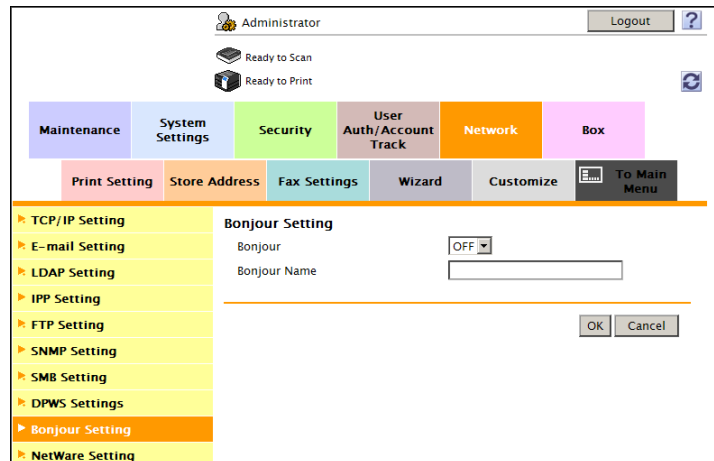 Administrator
Logout
?
Ready to Scan
Ready to Print
Maintenance
System
Settings
Security
User
Auth/Account
Track
Network
Box
Print Setting
Store Address
Fax Settings
Wizard
Customize
To Main
Menu
TCP/IP Setting
E-mail Setting
LDAP Setting
IPP Setting
FTP Setting
SNMP Setting
SMB Setting
DPWS Settings
Bonjour Setting
NetWare Setting
Bonjour Setting
Bonjour
OFF
Bonjour Name
OK
Cancel